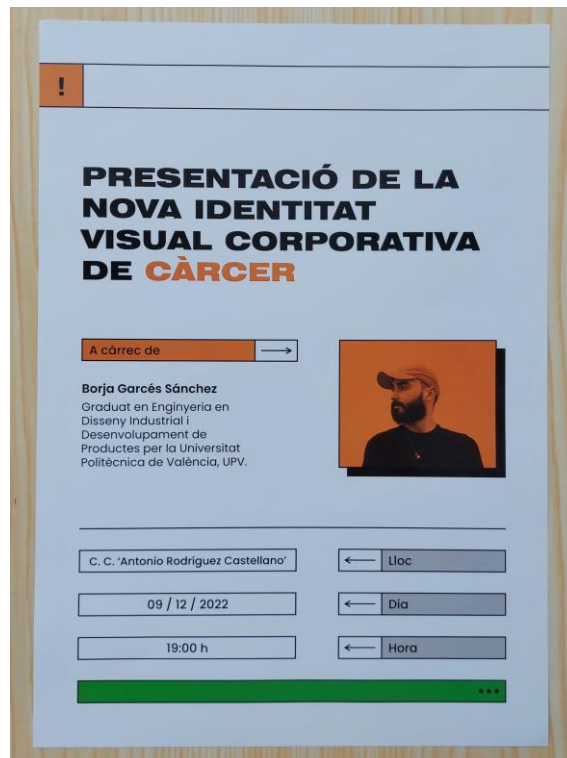 !
PRESENTACIÓ DE LA
NOVA IDENTITAT
VISUAL CORPORATIVA
DE CÀRCER
A càrrec de
Borja Garcés Sánchez
Graduat en Enginyeria en
Disseny Industrial i
Desenvolupament de
Productes per la Universitat
Politècnica de València, UPV.
C. C. ‘Antonio Rodríguez Castellano’
Lloc
09 / 12 / 2022
Dia
19:00 h
Hora